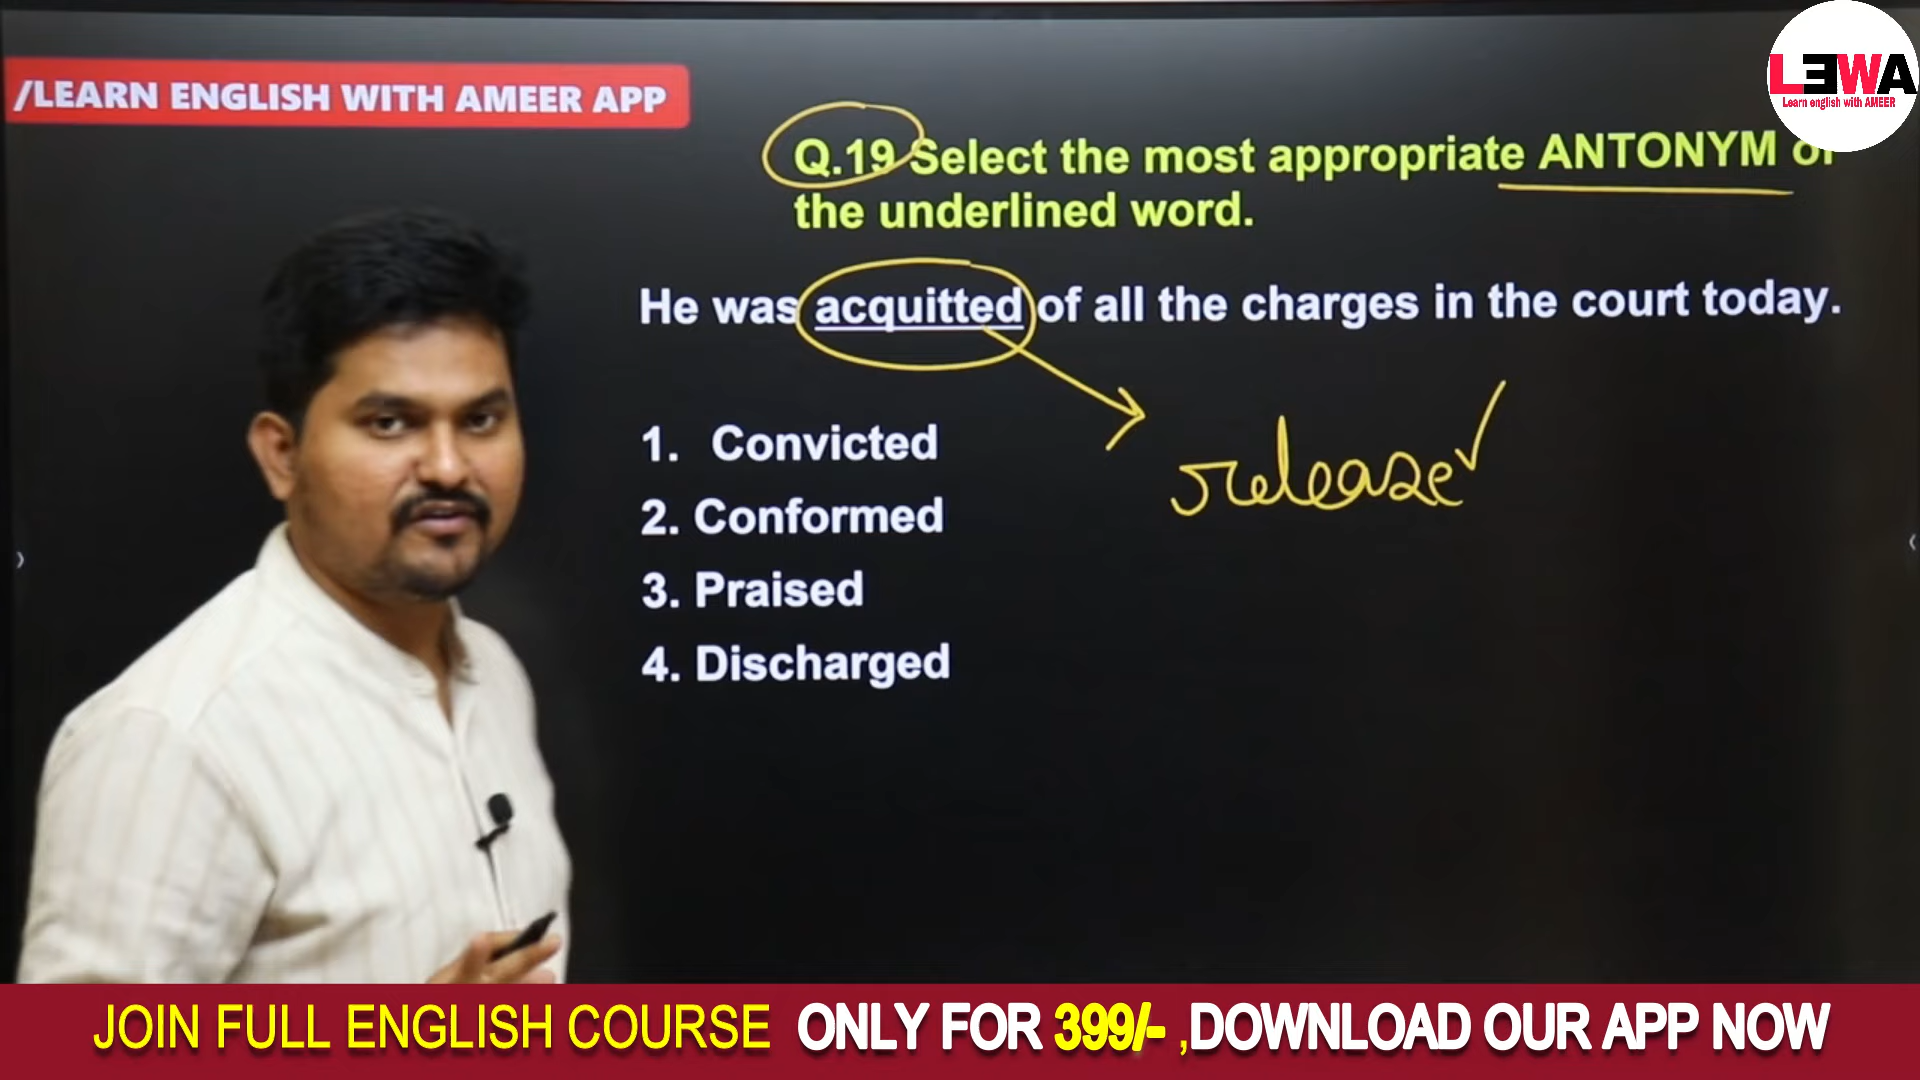 /LEARN ENGLISH WITH AMEER APP
LEWA
Learn english with AMEER
Q.19 Select the most appropriate ANTONYM of
the underlined word.
He was acquitted of all the charges in the court today.
release
1. Convicted
2. Conformed
3. Praised
4. Discharged
JOIN FULL ENGLISH COURSE ONLY FOR 399/- ,DOWNLOAD OUR APP NOW